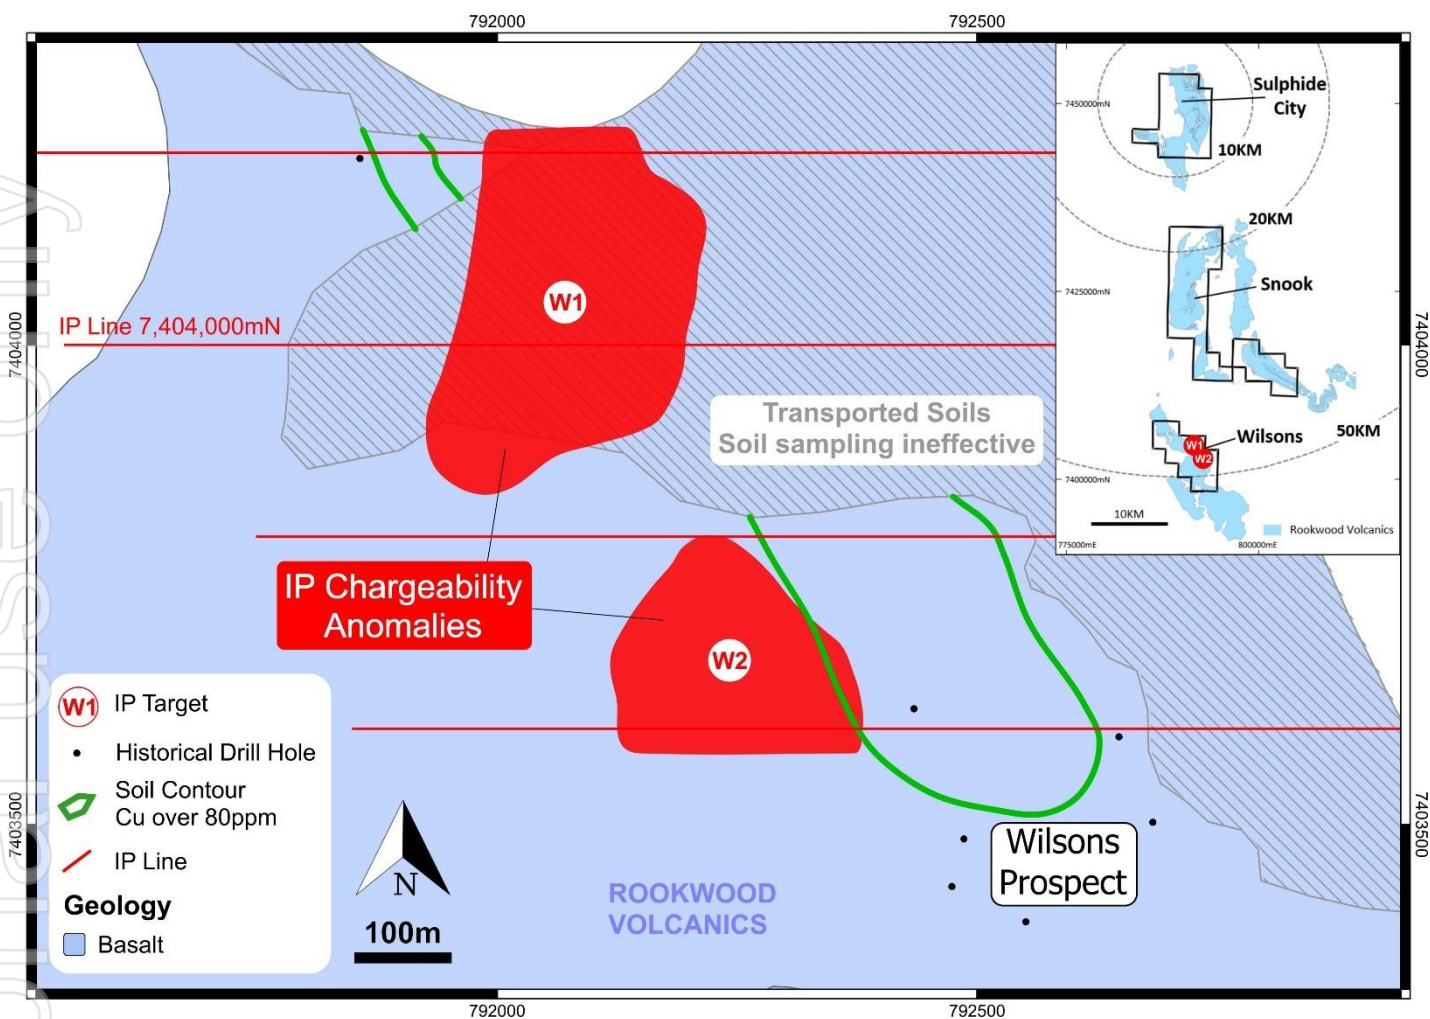 792000
792500
7450000mN
Sulphide
City
10KM
20KM
7425000mN
Snook
IP Line 7,404,000mN
7404000
7404000
W1
Transported Soils
Soil sampling ineffective
Wilsons
50KM
W1
W2
7400000mN
10KM
Rookwood Volcanics
775000mE
800000mE
IP Chargeability
Anomalies
W2
W1
IP Target
Historical Drill Hole
Soil Contour
Cu over 80ppm
IP Line
Geology
Basalt
N
100m
ROOKWOOD
VOLCANICS
Wilsons
Prospect
7403500
7403500
792000
792500
use only